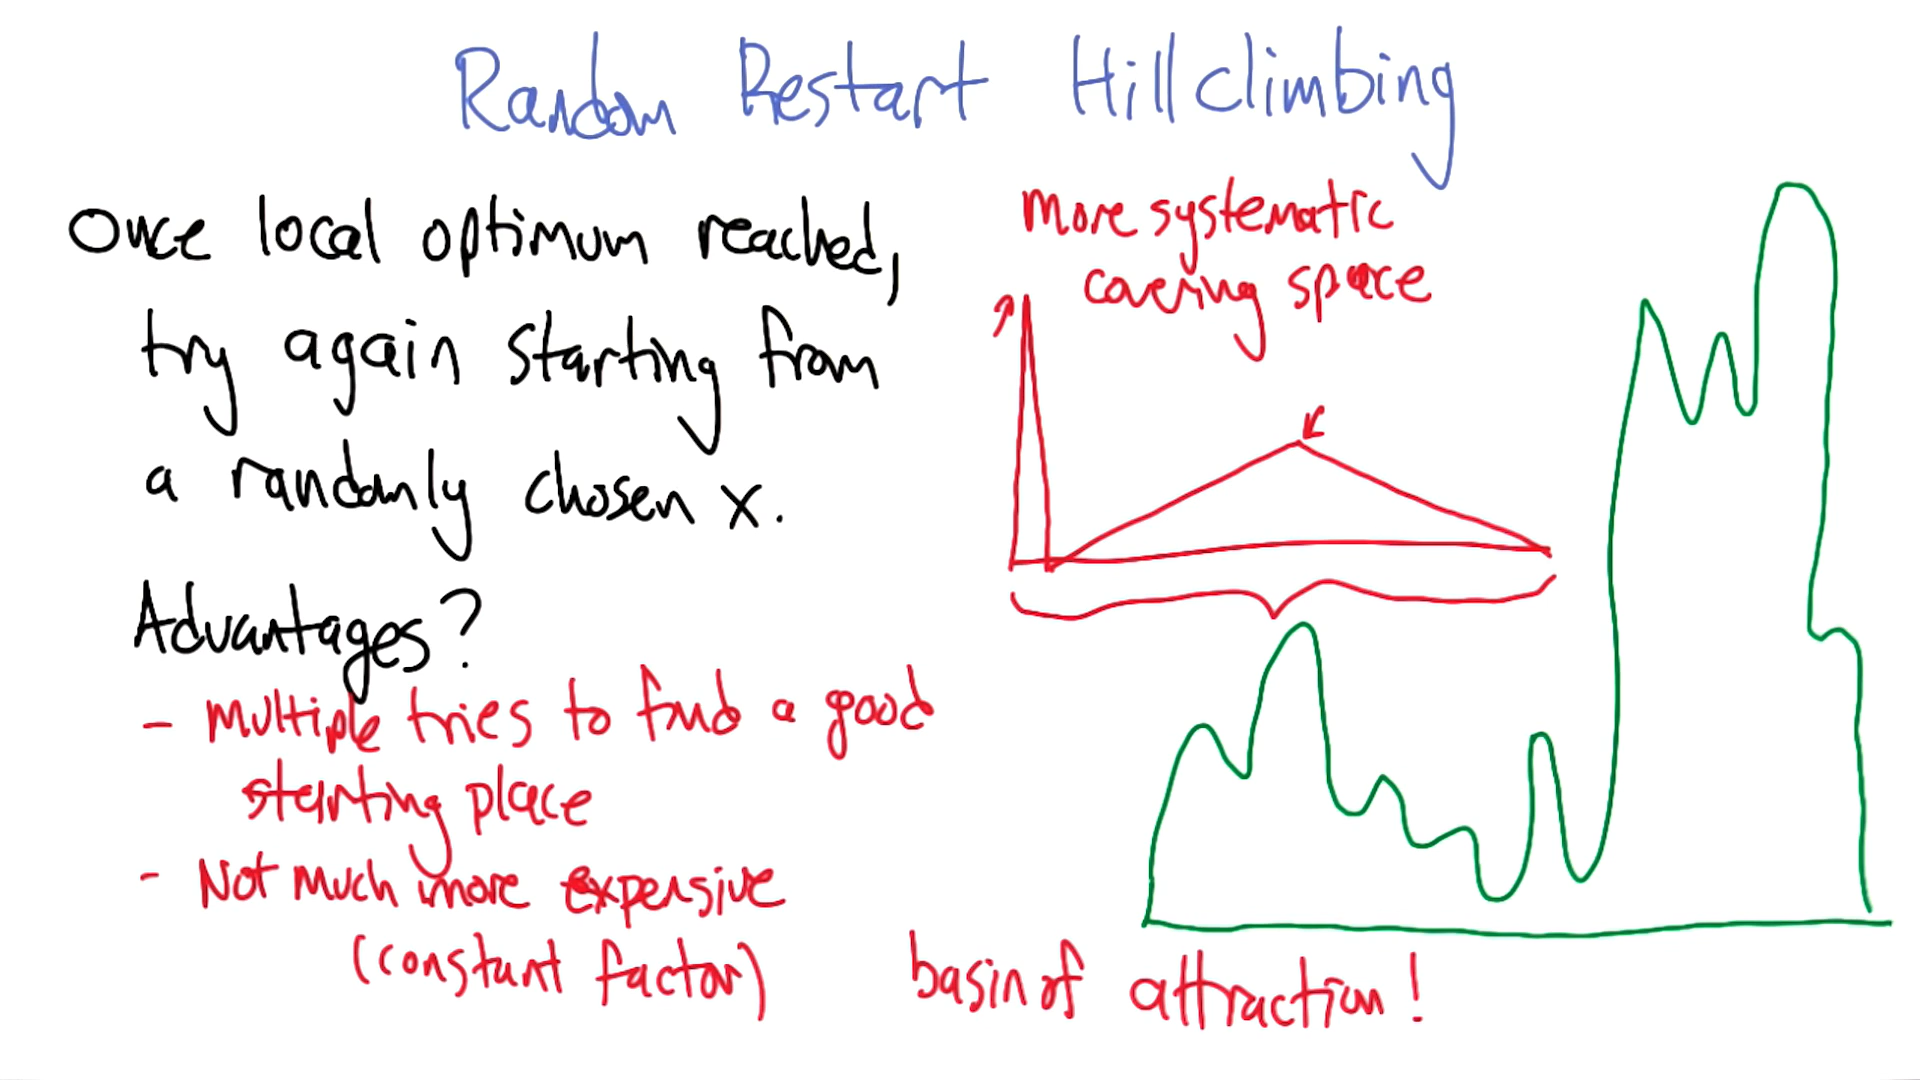 Random Restart Hillclimbing
Once local optimum reached,
try again starting from
a randomly chosen x.
Advantages?
- multiple tries to find a good
starting place
- Not much more expensive
(constant factor)
more systematic
covering space
basin of attraction!